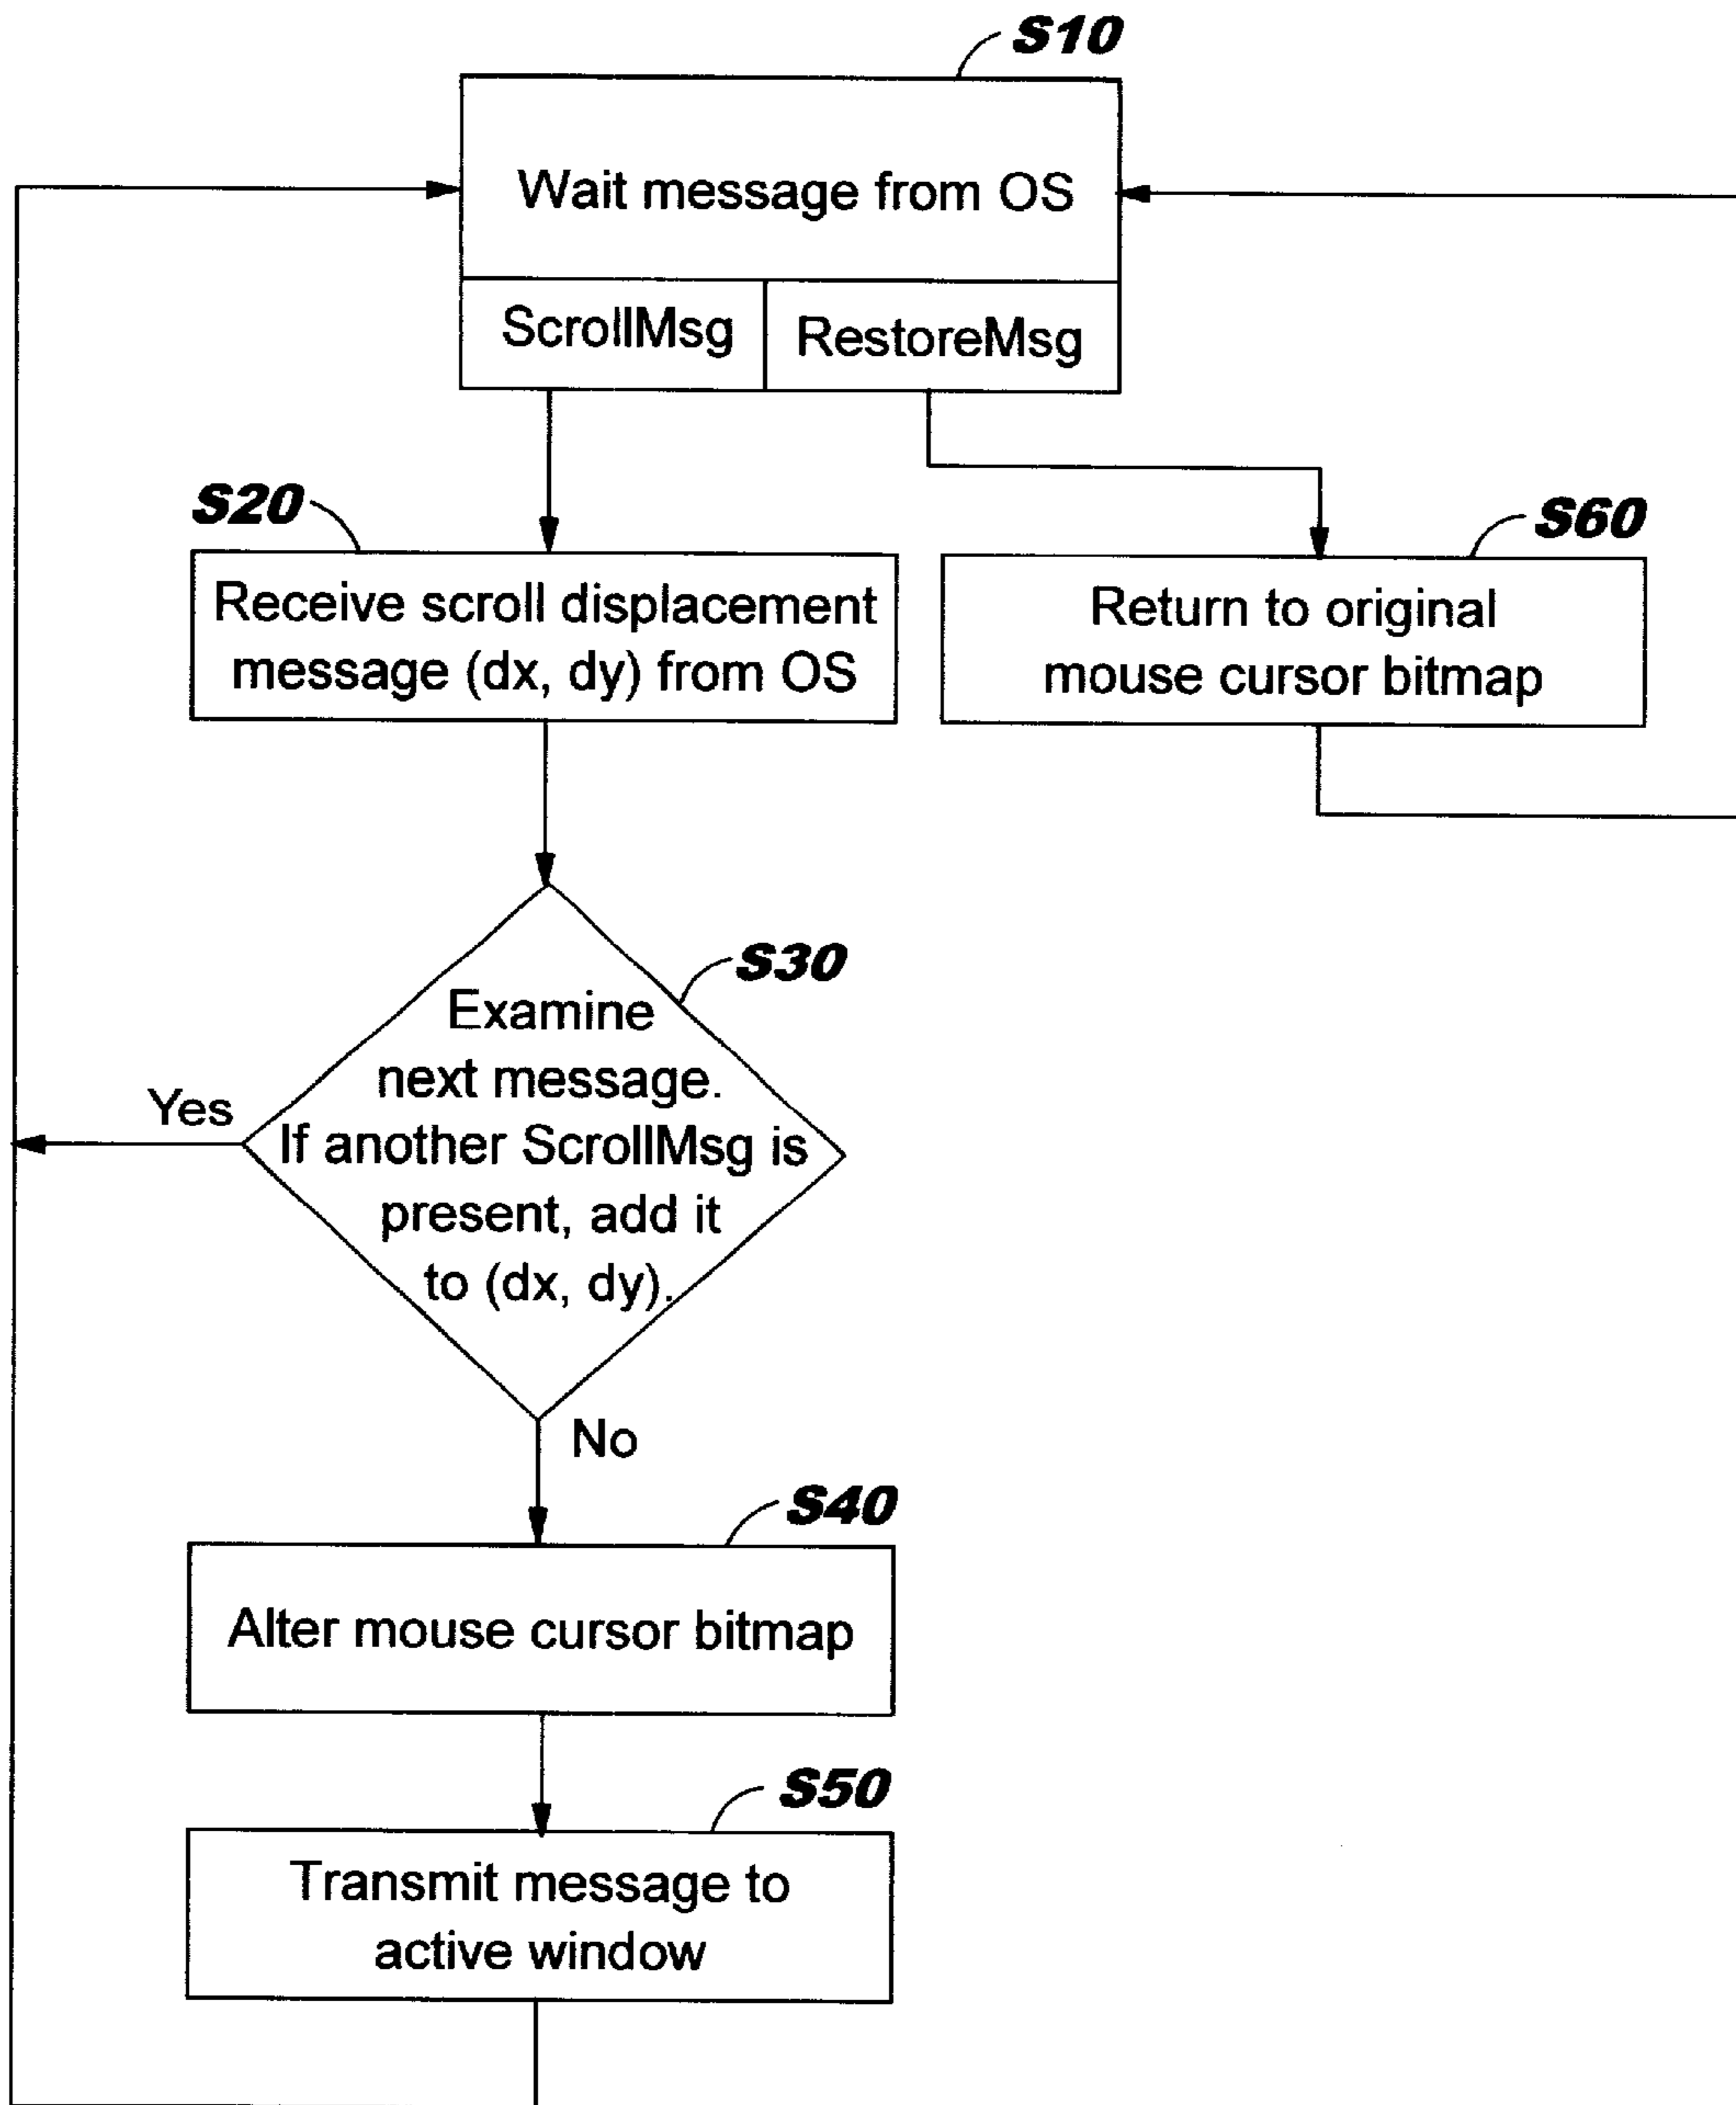 S10
Wait message from OS
ScrollMsg
RestoreMsg
S20
Receive scroll displacement
message (dx, dy) from OS
S60
Return to original
mouse cursor bitmap
S30
Examine
next message.
If another ScrollMsg is
present, add it
to (dx, dy).
Yes
No
S40
Alter mouse cursor bitmap
S50
Transmit message to
active window